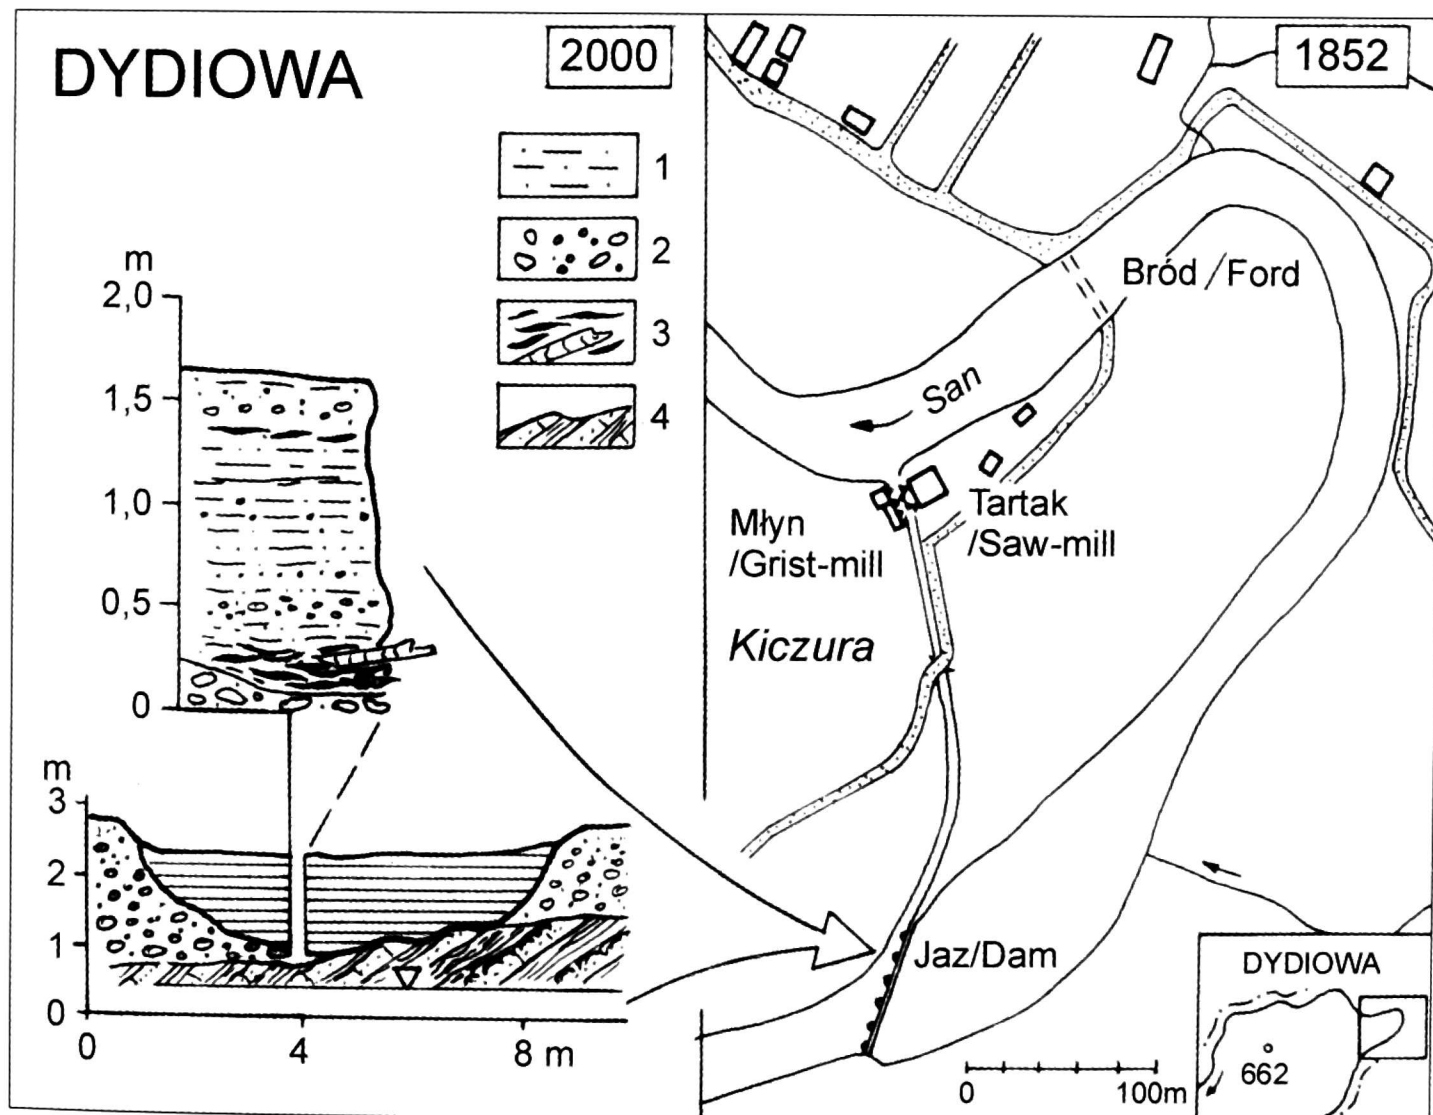 DYDIOWA
2000
1
2
3
4
m
2,0
1,5
1,0
0,5
0
m
3
2
1
0
0
4
m
8
1852
Bród/Ford
San
Tartak
/Saw-mill
Młyn
/Grist-mill
Kiczura
Jaz/Dam
0
100m
DYDIOWA
662